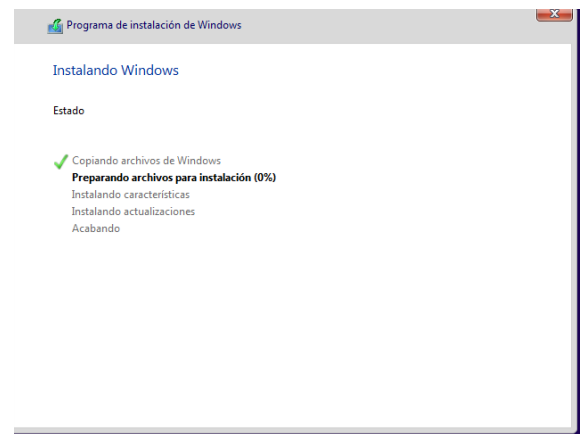 Programa de instalación de Windows
Instalando Windows
Estado
Copiando archivos de Windows
Preparando archivos para instalación (0%)
Instalando características
Instalando actualizaciones
Acabando